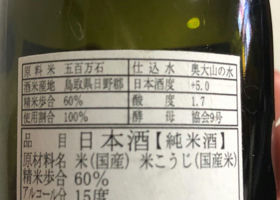 原料米 五百万石 仕込水 奥大山の水
酒米産地 鳥取県日野郡 日本酒度 +5.0
精米歩合 60% 酸度 1.7
使用割合 100% 酵母 協会9号
品目 日本酒【純米酒】
原材料名 米(国産) 米こうじ(国産米)
精米歩合 60%
アルコール分 15度